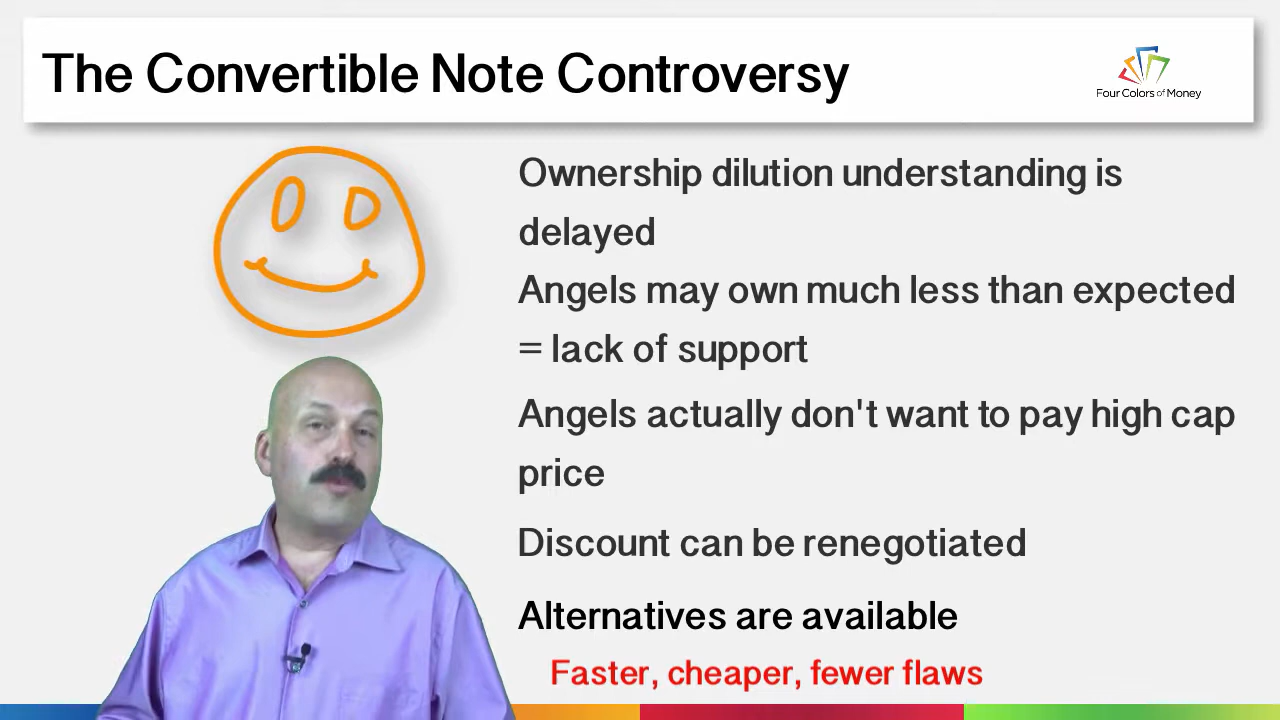 The Convertible Note Controversy
Four Colors of Money
Ownership dilution understanding is
delayed
Angels may own much less than expected
= lack of support
Angels actually don't want to pay high cap
price
Discount can be renegotiated
Alternatives are available
Faster, cheaper, fewer flaws